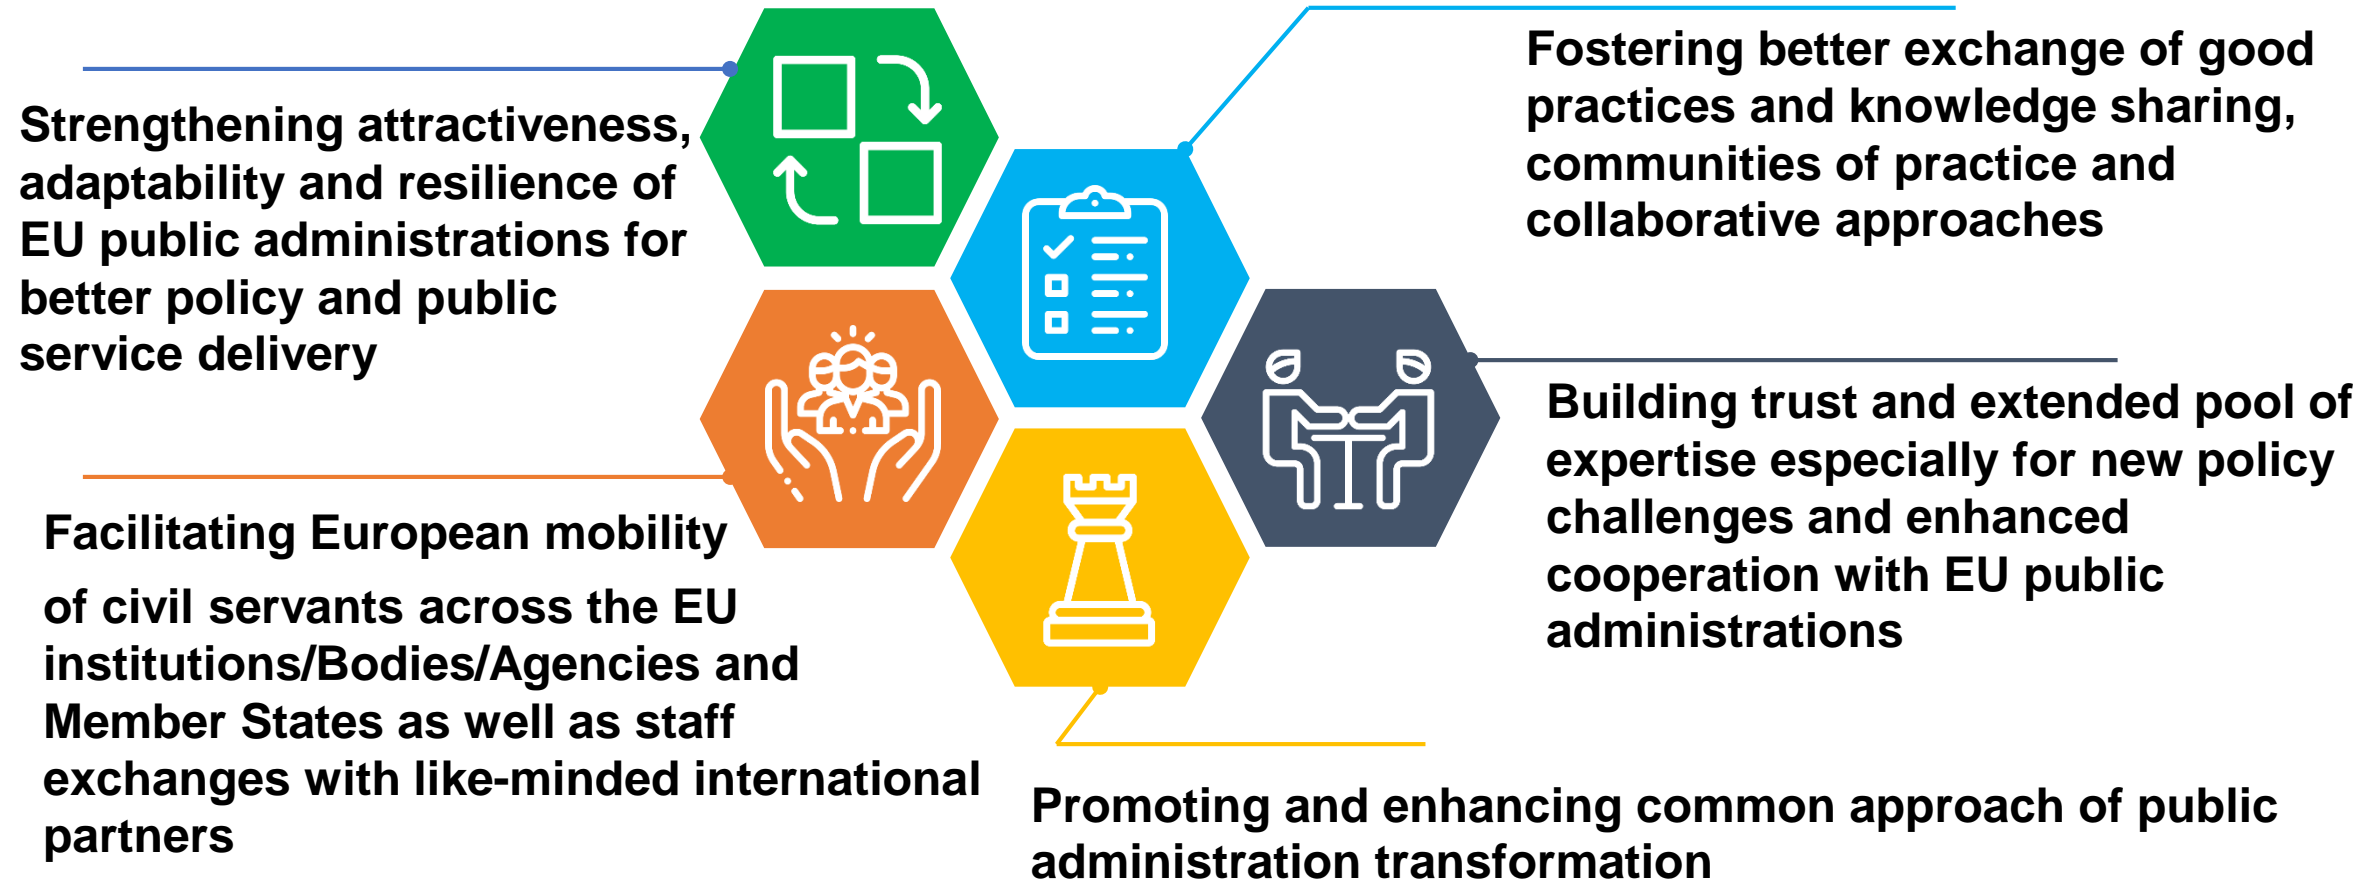 Strengthening attractiveness,
adaptability and resilience of
EU public administrations for
better policy and public
service delivery
Fostering better exchange of good
practices and knowledge sharing,
communities of practice and
collaborative approaches
Building trust and extended pool of
expertise especially for new policy
challenges and enhanced
cooperation with EU public
administrations
Facilitating European mobility
of civil servants across the EU
institutions/Bodies/Agencies and
Member States as well as staff
exchanges with like-minded international
partners
Promoting and enhancing common approach of public
administration transformation